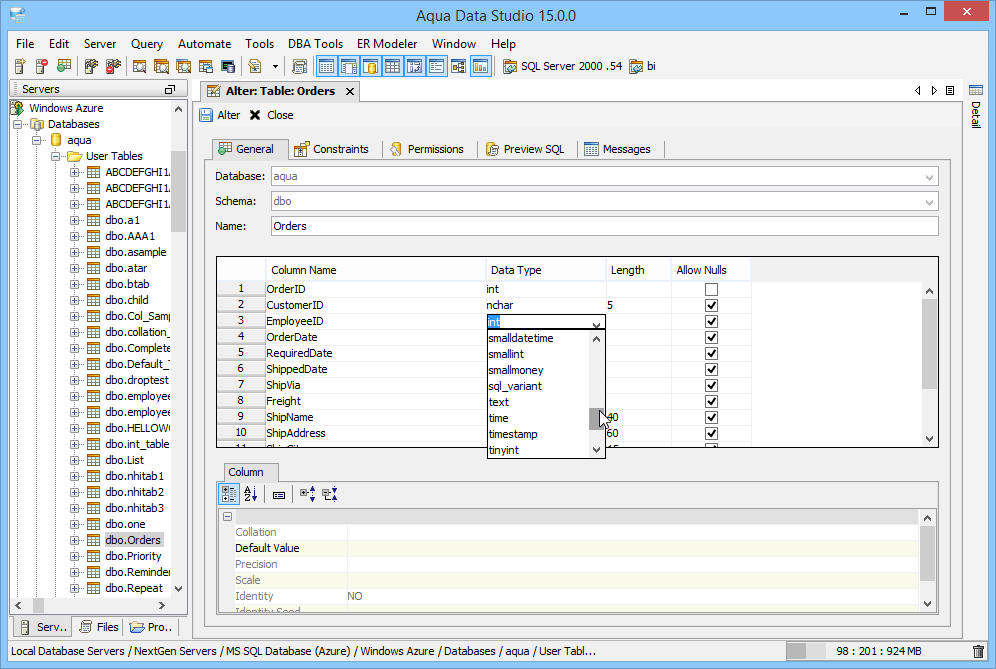 Aqua Data Studio 15.0.0
File Edit Server Query Automate Tools DBA Tools ER Modeler Window Help
SQL Server 2000 .54 bi
Servers
Windows Azure
Databases
aqua
User Tables
ABCDEFGHI1
ABCDEFGHI1
ABCDEFGHI1
dbo.a1
dbo.AAA1
dbo.asample
dbo.atar
dbo.btab
dbo.child
dbo.Col_Sam
dbo.collation_
dbo.Complete
dbo.Default_T
dbo.droptest
dbo.employee
dbo.employee
dbo.HELLOW
dbo.int_table
dbo.List
dbo.nhitab1
dbo.nhitab2
dbo.nhitab3
dbo.one
dbo.Orders
dbo.Priority
dbo.Reminder
dbo.Repeat
Serv.. Files Pro..
Alter: Table: Orders
Alter Close
General Constraints Permissions Preview SQL Messages
Database: aqua
Schema: dbo
Name: Orders
Column Name Data Type Length Allow Nulls
1 OrderID int
2 CustomerID nchar 5
3 EmployeeID int
4 OrderDate
5 RequiredDate
6 ShippedDate
7 ShipVia
8 Freight
9 ShipName 40
10 ShipAddress 60
11 ShipCity 15
smalldatetime
smallint
smallmoney
sql_variant
text
time
timestamp
tinyint
Column
Collation
Default Value
Precision
Scale
Identity NO
Identity Seed
Detail
Local Database Servers / NextGen Servers / MS SQL Database (Azure) / Windows Azure / Databases / aqua / User Tabl... 98 : 201 : 924 MB